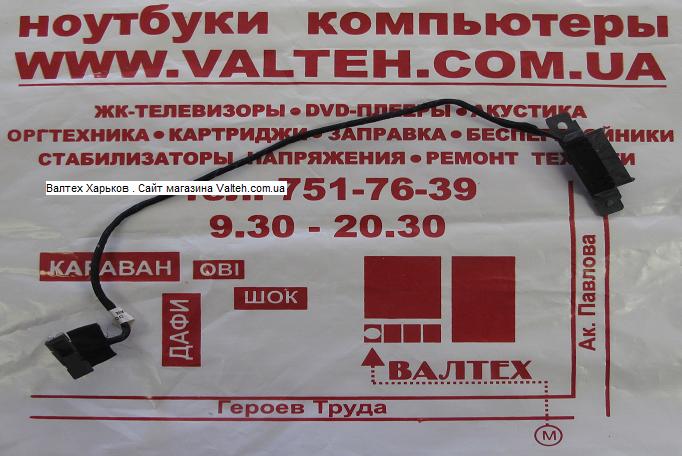 ноутбуки компьютеры
WWW.VALTEH.COM.UA
ЖК-ТЕЛЕВИЗОРЫ • DVD-ПЛЕЕРЫ • АКУСТИКА
ОРГТЕХНИКА • КАРТРИДЖИ • ЗАПРАВКА • БЕСПЕРЕБОЙНИКИ
СТАБИЛИЗАТОРЫ НАПРЯЖЕНИЯ • РЕМОНТ ТЕХНИКИ
Валтех Харьков . Сайт магазина Valteh.com.ua
тел. 751-76-39
9.30 - 20.30
КАРАВАН
OBI
ШОК
ДАФИ
ВАЛТЕХ
Ак. Павлова
Героев Труда
М